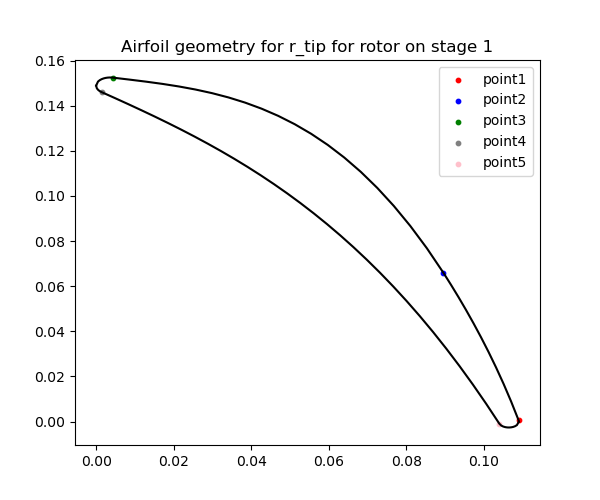 Airfoil geometry for r_tip for rotor on stage 1
0.16
0.14
0.12
0.10
0.08
0.06
0.04
0.02
0.00
point1
point2
point3
point4
point5
0.00 0.02 0.04 0.06 0.08 0.10